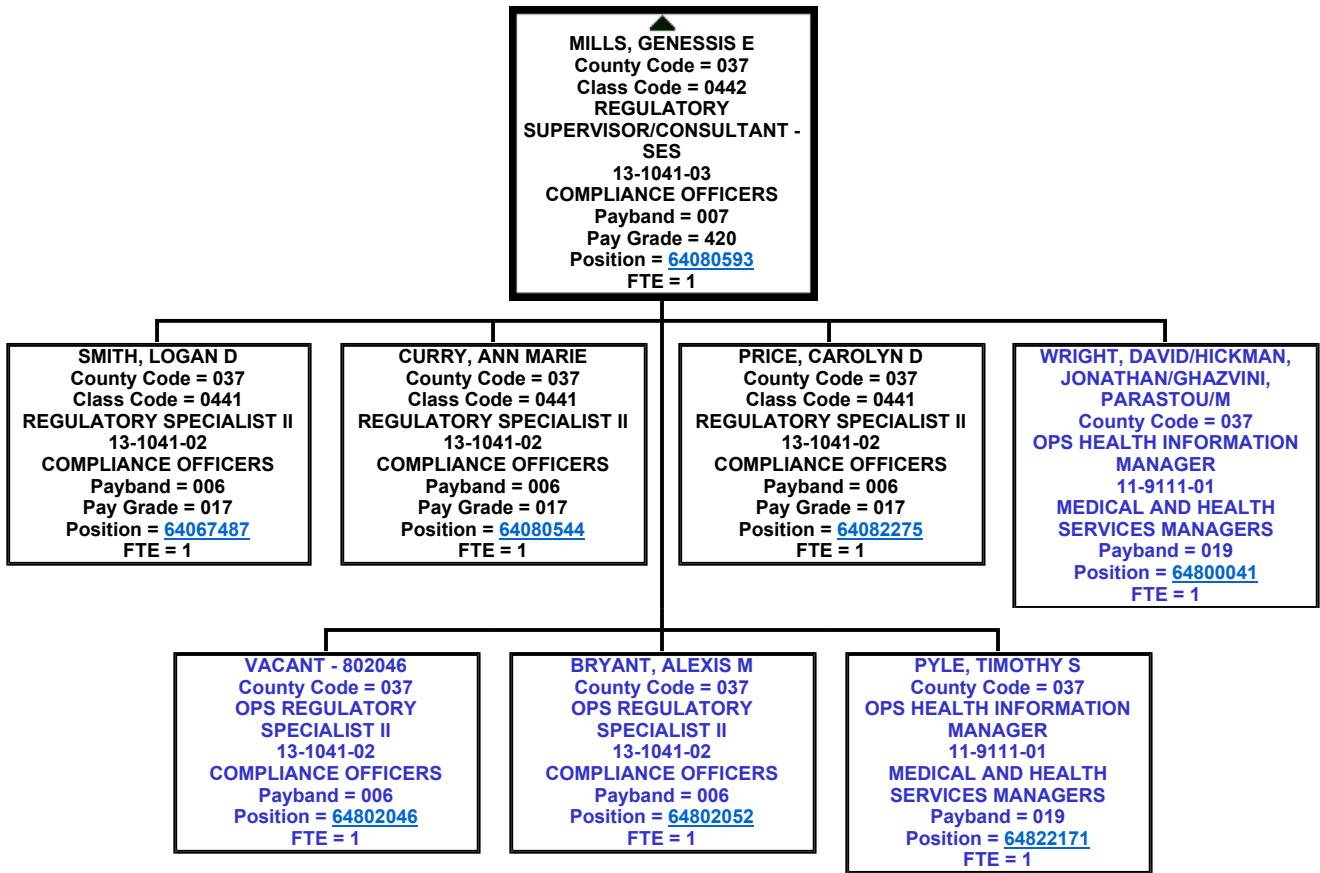 MILLS, GENESSIS E
County Code = 037
Class Code = 0442
REGULATORY
SUPERVISOR/CONSULTANT -
SES
13-1041-03
COMPLIANCE OFFICERS
Payband = 007
Pay Grade = 420
Position = 64080593
FTE = 1
SMITH, LOGAN D
County Code = 037
Class Code = 0441
REGULATORY SPECIALIST II
13-1041-02
COMPLIANCE OFFICERS
Payband = 006
Pay Grade = 017
Position = 64067487
FTE = 1
CURRY, ANN MARIE
County Code = 037
Class Code = 0441
REGULATORY SPECIALIST II
13-1041-02
COMPLIANCE OFFICERS
Payband = 006
Pay Grade = 017
Position = 64080544
FTE = 1
PRICE, CAROLYN D
County Code = 037
Class Code = 0441
REGULATORY SPECIALIST II
13-1041-02
COMPLIANCE OFFICERS
Payband = 006
Pay Grade = 017
Position = 64082275
FTE = 1
WRIGHT, DAVID/HICKMAN,
JONATHAN/GHAZVINI,
PARASTOU/M
County Code = 037
OPS HEALTH INFORMATION
MANAGER
11-9111-01
MEDICAL AND HEALTH
SERVICES MANAGERS
Payband = 019
Position = 64800041
FTE = 1
VACANT - 802046
County Code = 037
OPS REGULATORY
SPECIALIST II
13-1041-02
COMPLIANCE OFFICERS
Payband = 006
Position = 64802046
FTE = 1
BRYANT, ALEXIS M
County Code = 037
OPS REGULATORY
SPECIALIST II
13-1041-02
COMPLIANCE OFFICERS
Payband = 006
Position = 64802052
FTE = 1
PYLE, TIMOTHY S
County Code = 037
OPS HEALTH INFORMATION
MANAGER
11-9111-01
MEDICAL AND HEALTH
SERVICES MANAGERS
Payband = 019
Position = 64822171
FTE = 1